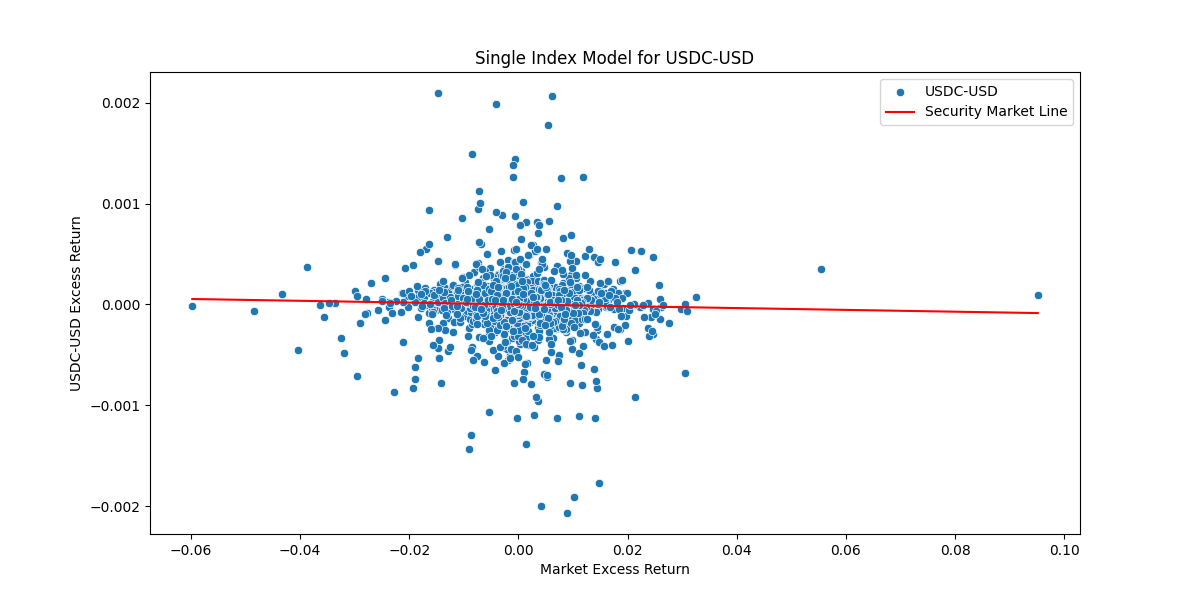 Single Index Model for USDC-USD
USDC-USD
Security Market Line
USDC-USD Excess Return
0.002
0.001
0.000
−0.001
−0.002
−0.06
−0.04
−0.02
0.00
0.02
0.04
0.06
0.08
0.10
Market Excess Return